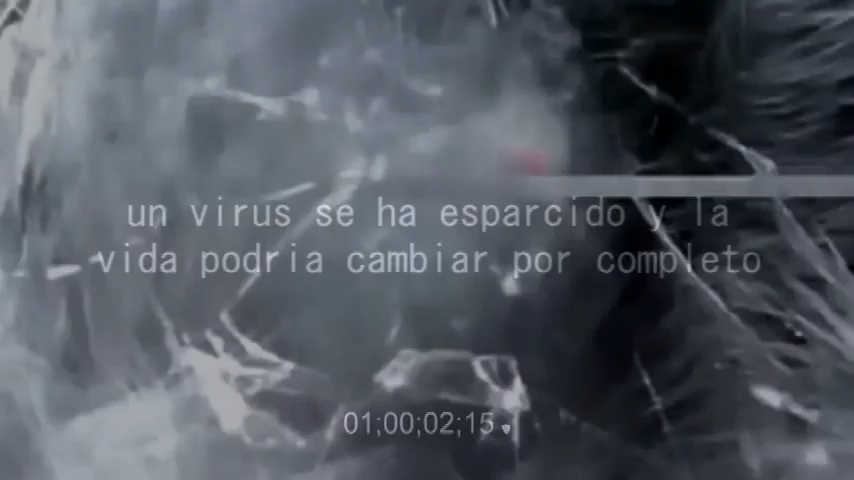 un virus se ha esparcido y la
vida podria cambiar por completo
01;00;02;15